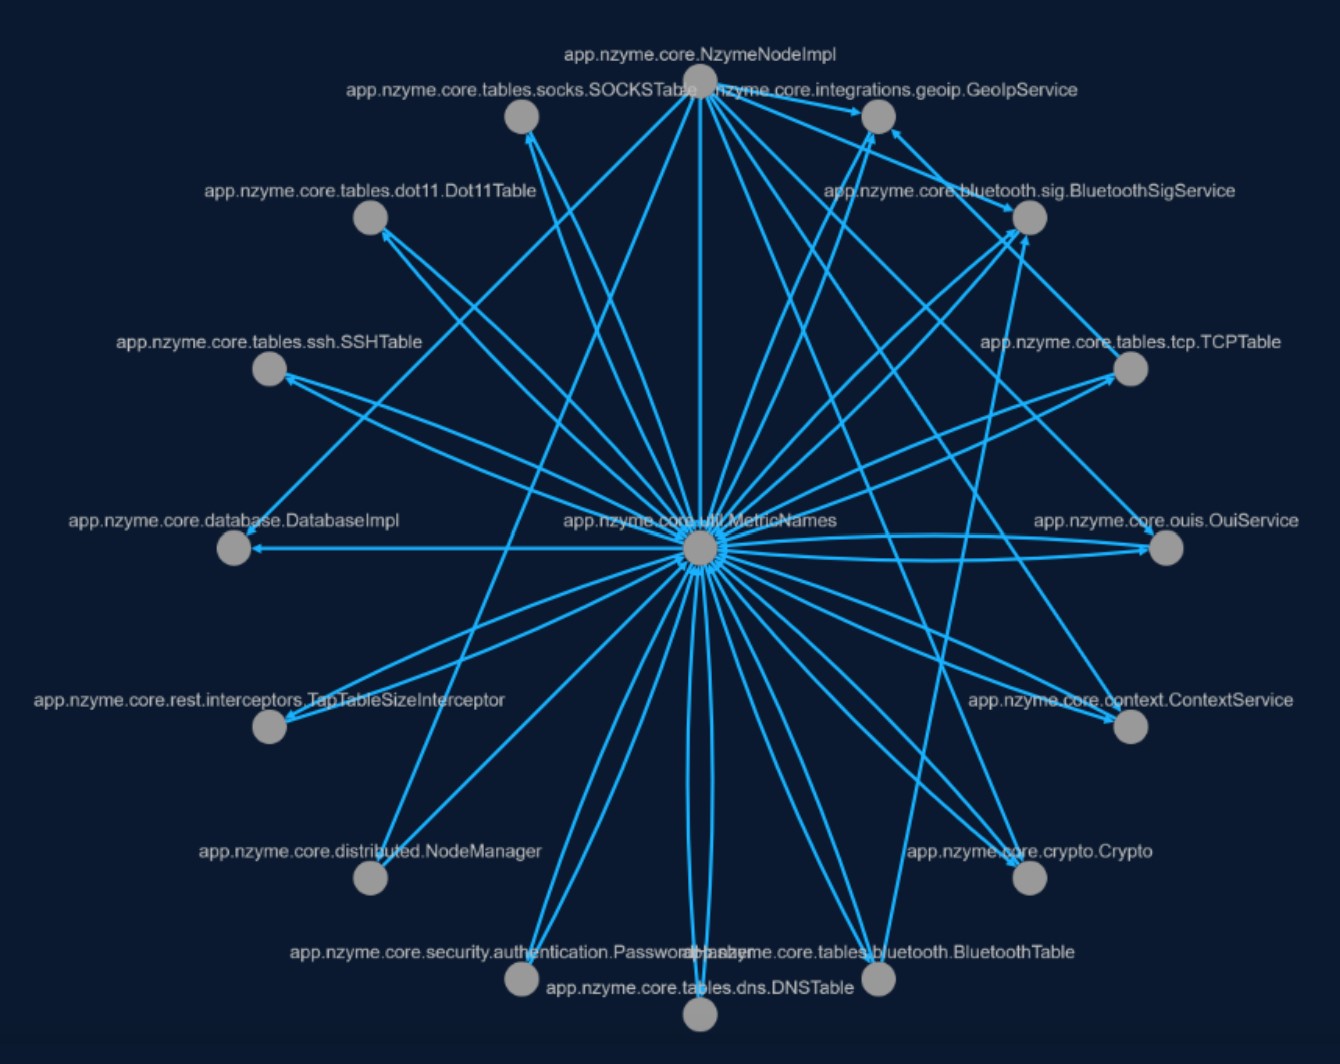 app.nzyme.core.NzymeNodeImpl
app.nzyme.core.tables.socks.SOCKSTable
nzyme.core.integrations.geoip.GeoIpService
app.nzyme.core.tables.dot11.Dot11Table
app.nzyme.core.bluetooth.sig.BluetoothSigService
app.nzyme.core.tables.ssh.SSHTable
app.nzyme.core.tables.tcp.TCPTable
app.nzyme.core.database.DatabaseImpl
app.nzyme.core.util.MetricNames
app.nzyme.core.ouis.OuiService
app.nzyme.core.rest.interceptors.TapTableSizeInterceptor
app.nzyme.core.context.ContextService
app.nzyme.core.distributed.NodeManager
app.nzyme.core.crypto.Crypto
app.nzyme.core.security.authentication.PasswordHasher
app.nzyme.core.tables.bluetooth.BluetoothTable
app.nzyme.core.tables.dns.DNSTable